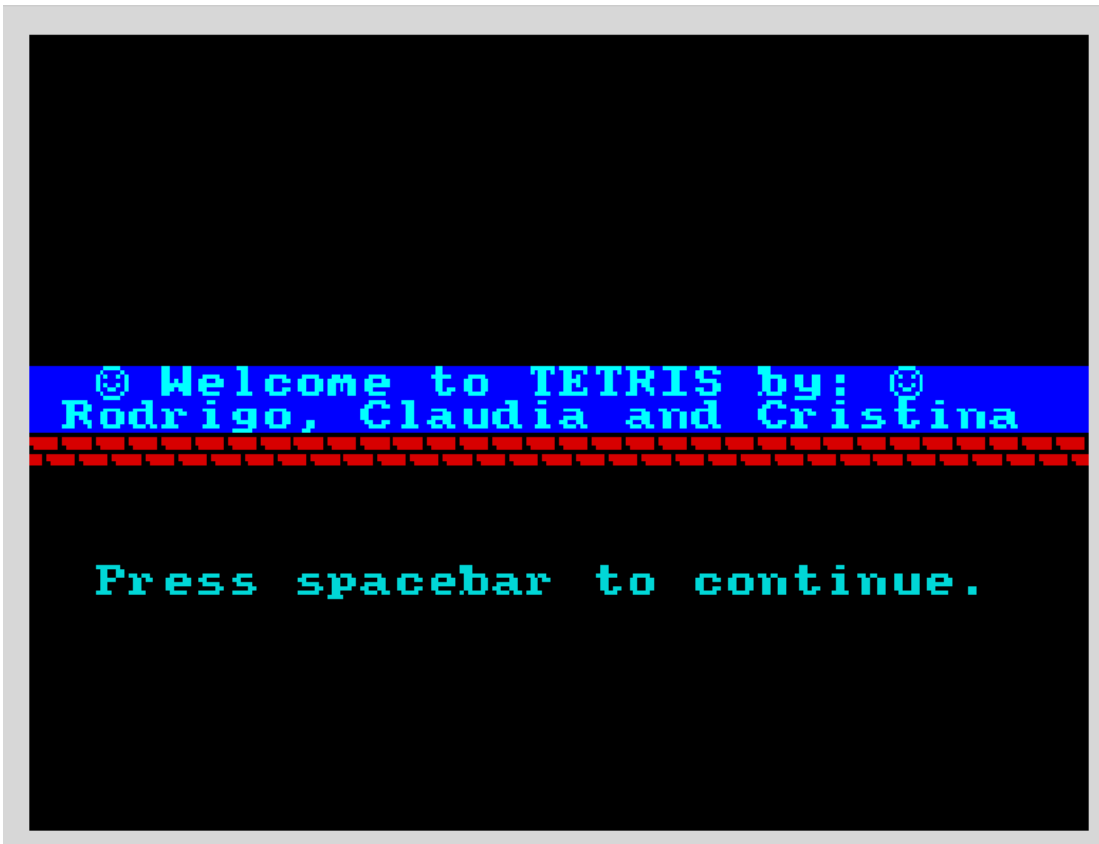 ☺ Welcome to TETRIS by: ☺
Rodrigo, Claudia and Cristina
Press spacebar to continue.